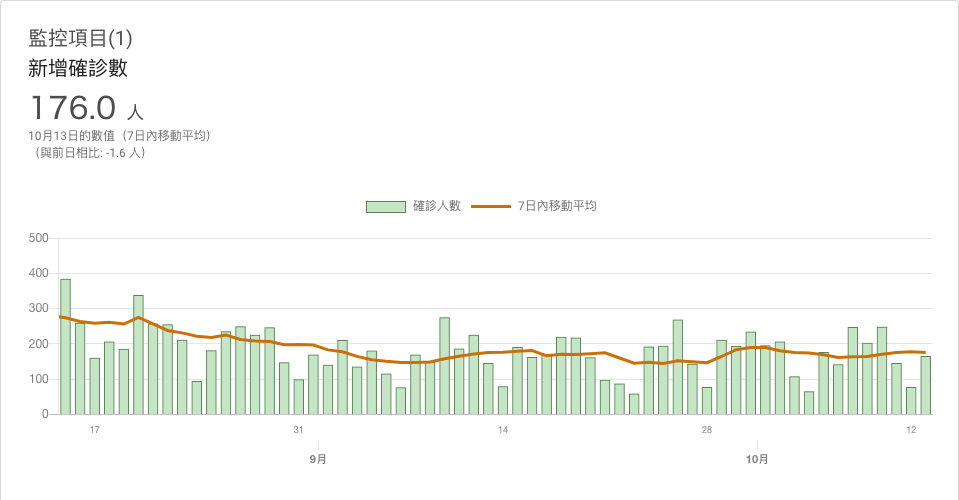 監控項目(1)
新增確診數
176.0 人
10月13日的數值（7日內移動平均）
（與前日相比: -1.6 人）
確診人數 7日內移動平均
500
400
300
200
100
0
17 31 14 28 12
9月 10月